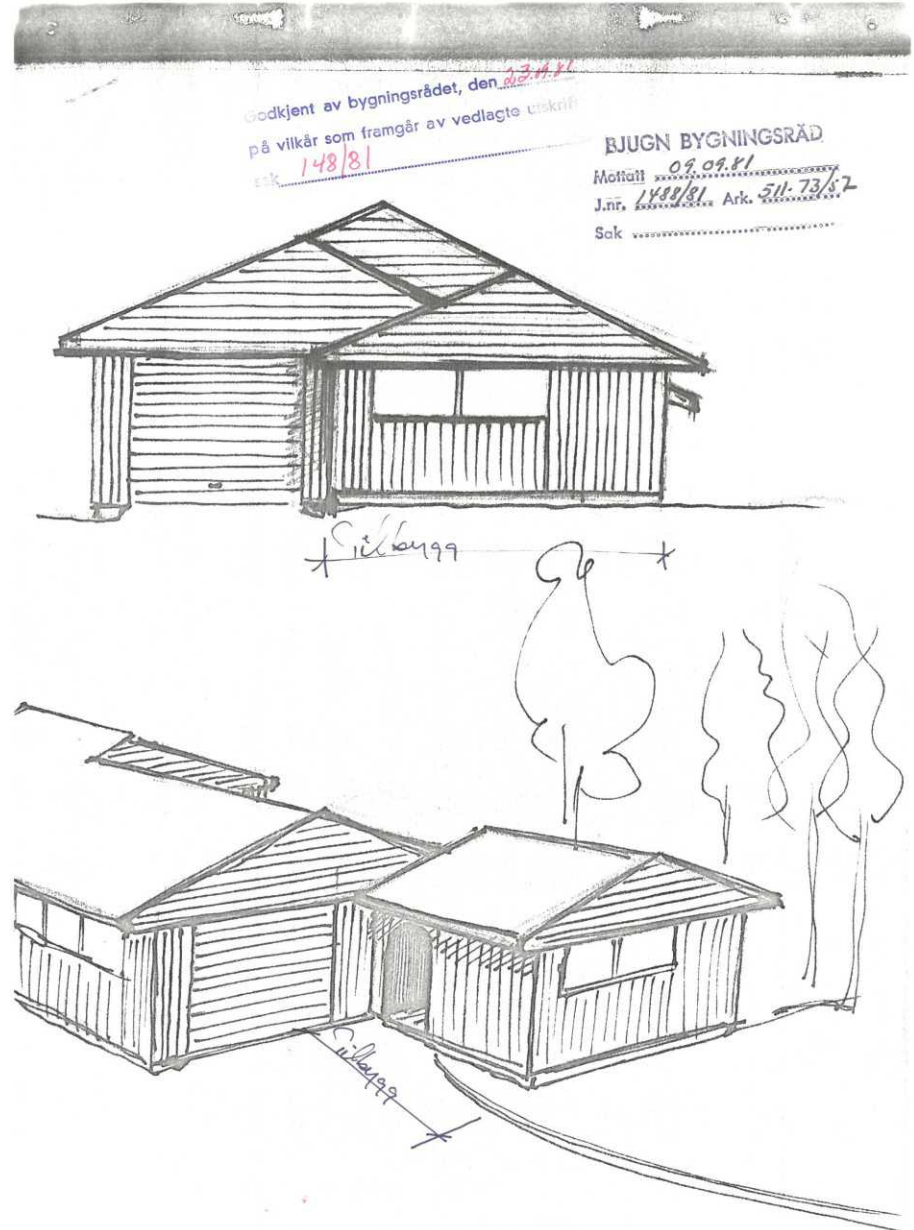 Godkjent av bygningsrådet, den 23.09.81
på vilkår som framgår av vedlagte utskrift
sak 148/81
BJUGN BYGNINGSRÅD
Mottatt 09.09.81
J.nr. 1488/81 Ark. 511-73/52
Sak
Tilbygg
Tilbygg